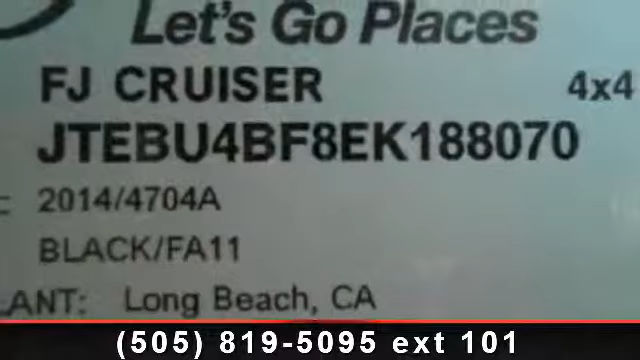 Let's Go Places
FJ CRUISER 4x4
JTEBU4BF8EK188070
: 2014/4704A
BLACK/FA11
LANT: Long Beach, CA
(505) 819-5095 ext 101